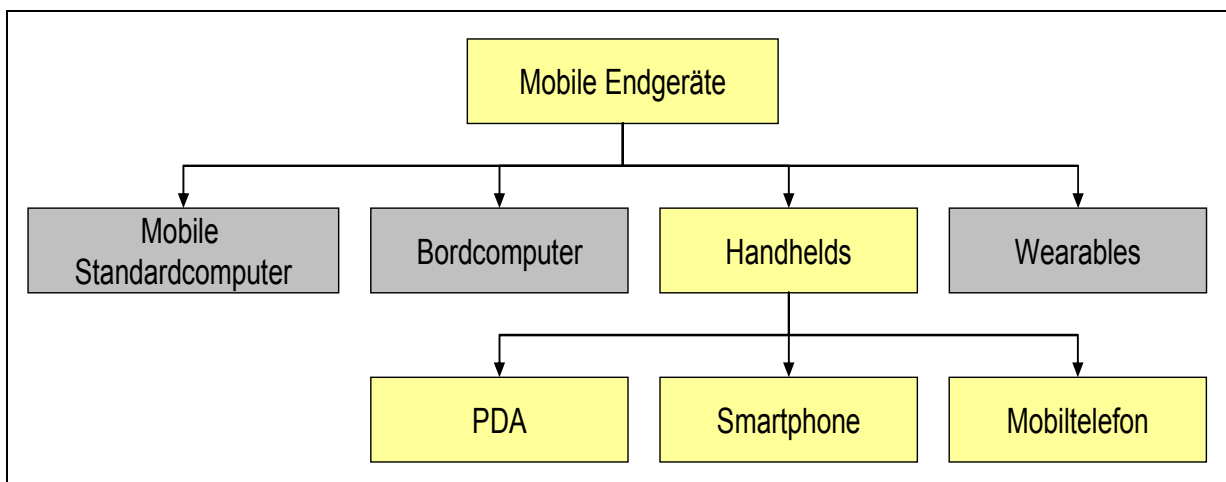 Mobile Endgeräte
Mobile
Standardcomputer
Bordcomputer
Handhelds
Wearables
PDA
Smartphone
Mobiltelefon